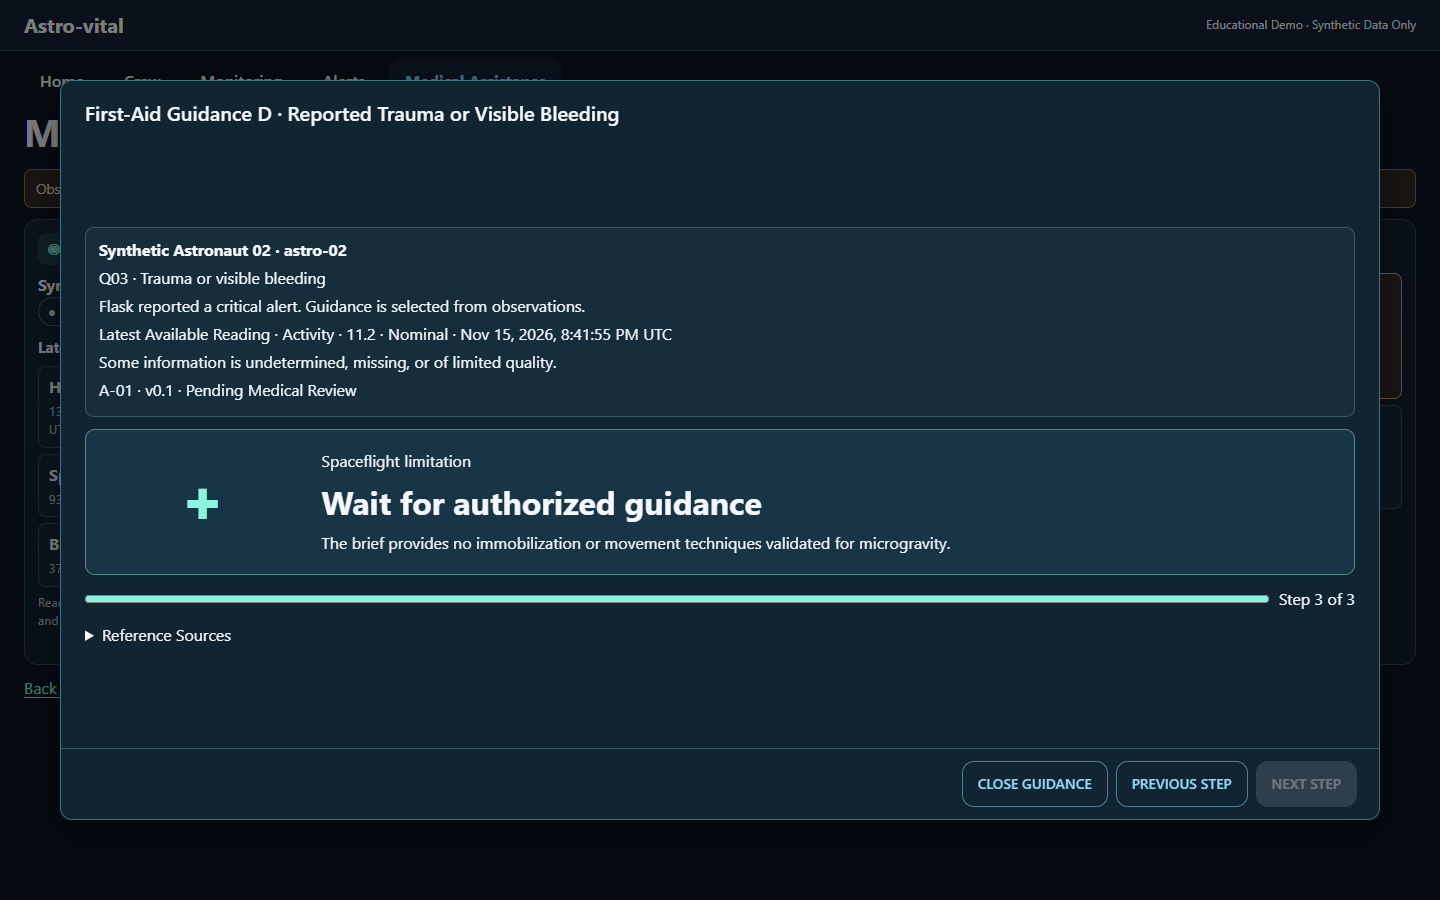 Astro-vital
Educational Demo · Synthetic Data Only
First-Aid Guidance D · Reported Trauma or Visible Bleeding
Synthetic Astronaut 02 · astro-02
Q03 · Trauma or visible bleeding
Flask reported a critical alert. Guidance is selected from observations.
Latest Available Reading · Activity · 11.2 · Nominal · Nov 15, 2026, 8:41:55 PM UTC
Some information is undetermined, missing, or of limited quality.
A-01 · v0.1 · Pending Medical Review
Spaceflight limitation
Wait for authorized guidance
The brief provides no immobilization or movement techniques validated for microgravity.
Step 3 of 3
Reference Sources
Back
CLOSE GUIDANCE
PREVIOUS STEP
NEXT STEP